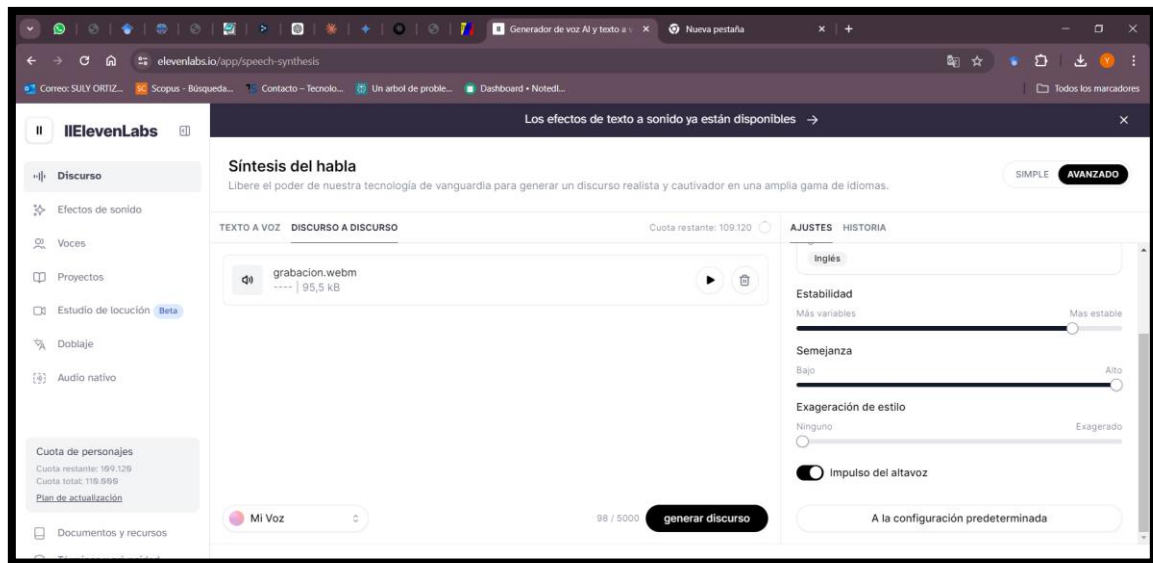 Generador de voz AI y texto a v
Nueva pestaña
elevenlabs.io/app/speech-synthesis
Correo: SULY ORTIZ...
Scopus - Búsqueda...
Contacto – Tecnolo...
Un arbol de proble...
Dashboard • Notedl...
Todos los marcadores
IIElevenLabs
Los efectos de texto a sonido ya están disponibles →
Discurso
Efectos de sonido
Voces
Proyectos
Estudio de locución Beta
Doblaje
Audio nativo
Cuota de personajes
Cuota restante: 109.120
Cuota total:
Plan de actualización
Documentos y recursos
Síntesis del habla
Libere el poder de nuestra tecnología de vanguardia para generar un discurso realista y cautivador en una amplia gama de idiomas.
SIMPLE AVANZADO
TEXTO A VOZ DISCURSO A DISCURSO
Cuota restante: 109.120
grabacion.webm
---- | 95,5 kB
Mi Voz
98 / 5000
generar discurso
AJUSTES HISTORIA
Inglés
Estabilidad
Más variables Mas estable
Semejanza
Bajo Alto
Exageración de estilo
Ninguno Exagerado
Impulso del altavoz
A la configuración predeterminada